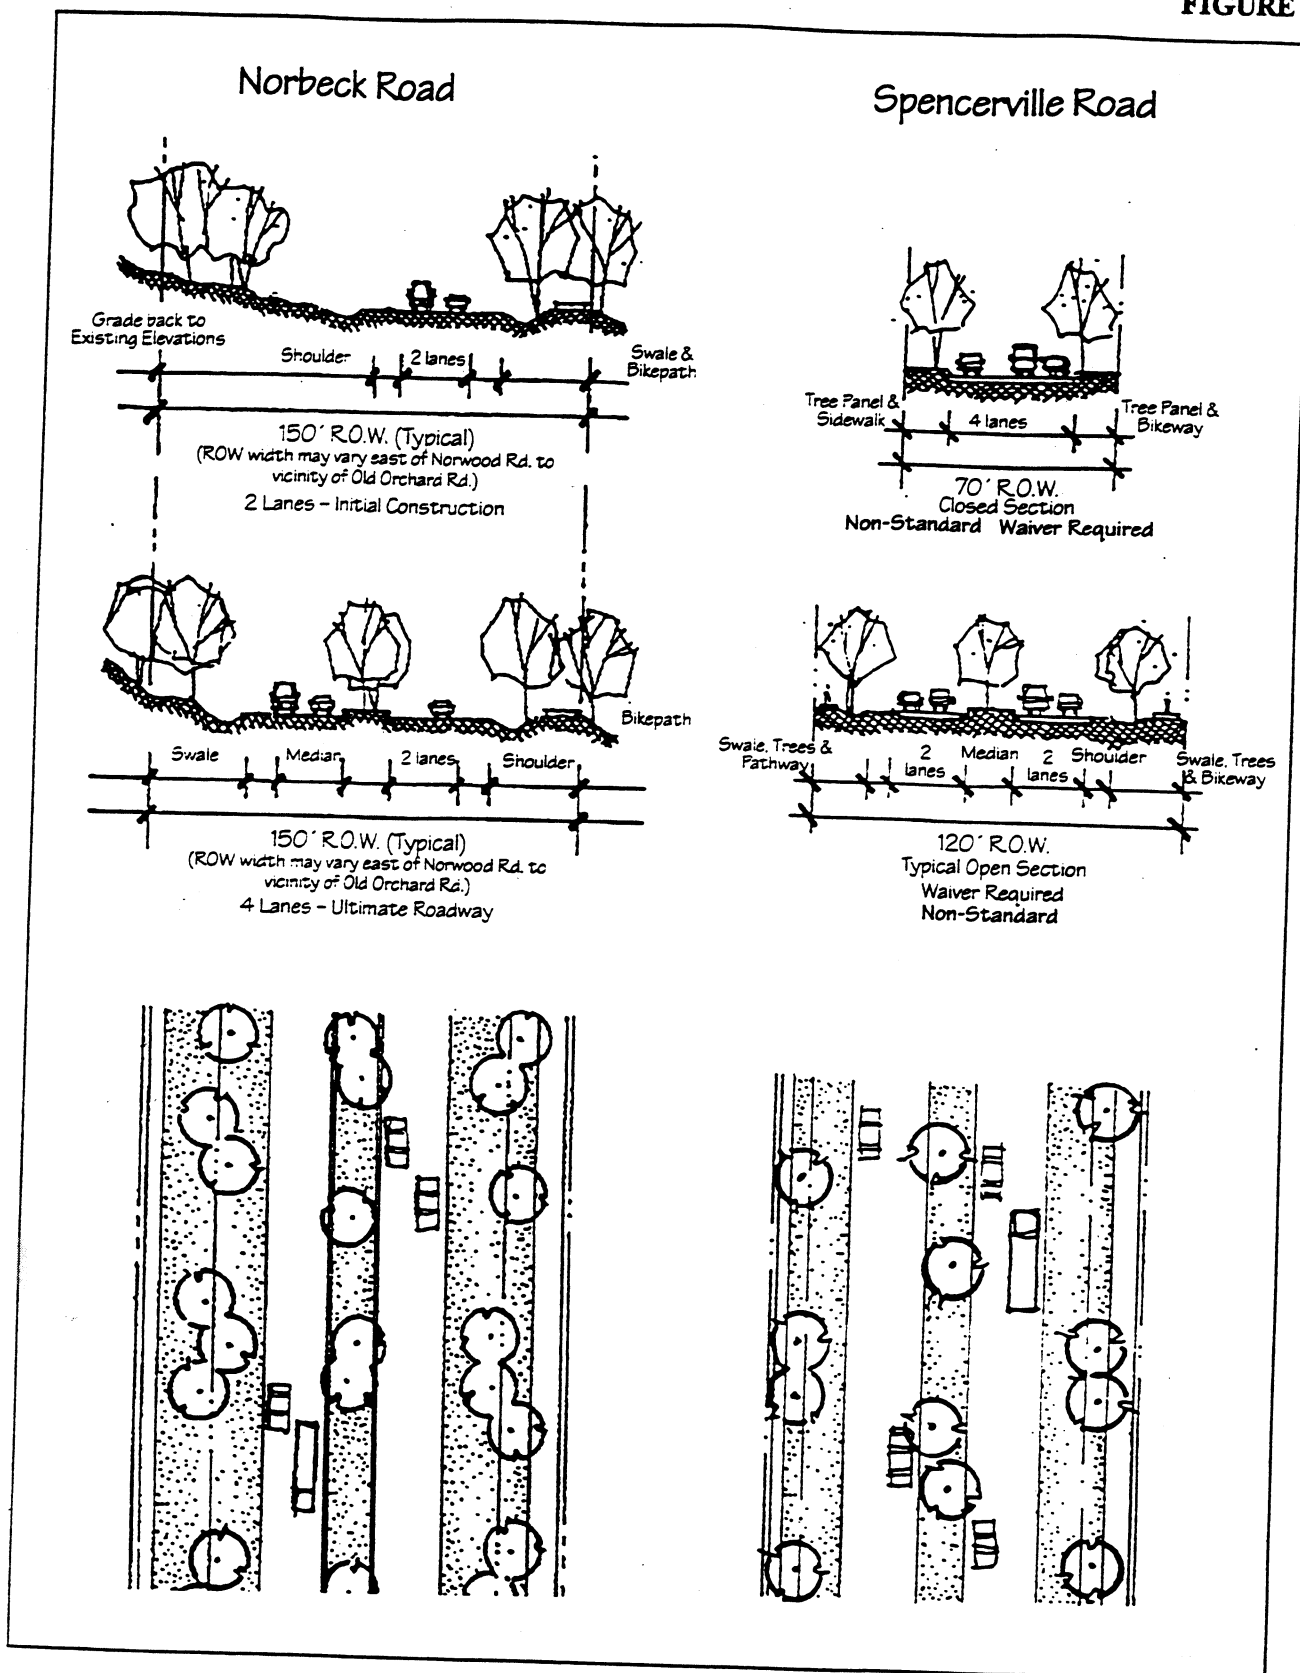 FIGURE
Norbeck Road
Spencerville Road
Grade back to
Existing Elevations
Shoulder
2 lanes
Swale &
Bikepath
150' R.O.W. (Typical)
(ROW width may vary east of Norwood Rd. to
vicinity of Old Orchard Rd.)
2 Lanes - Initial Construction
Tree Panel &
Sidewalk
4 lanes
Tree Panel &
Bikeway
70' R.O.W.
Closed Section
Non-Standard Waiver Required
Bikepath
Swale
Median
2 lanes
Shoulder
150' R.O.W. (Typical)
(ROW width may vary east of Norwood Rd. to
vicinity of Old Orchard Rd.)
4 Lanes - Ultimate Roadway
Swale, Trees &
Pathway
2
lanes
Median
2
lanes
Shoulder
Swale, Trees
& Bikeway
120' R.O.W.
Typical Open Section
Waiver Required
Non-Standard